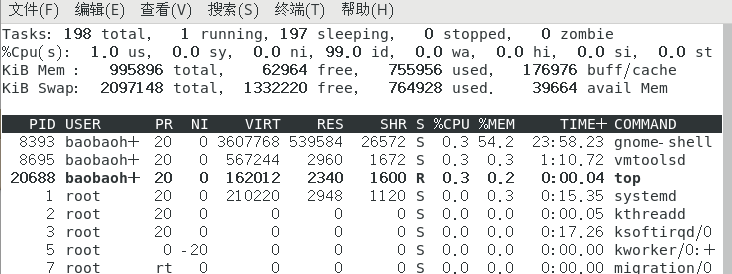 文件(F) 编辑(E) 查看(V) 搜索(S) 终端(T) 帮助(H)
Tasks: 198 total, 1 running, 197 sleeping, 0 stopped, 0 zombie
%Cpu(s): 1.0 us, 0.0 sy, 0.0 ni, 99.0 id, 0.0 wa, 0.0 hi, 0.0 si, 0.0 st
KiB Mem : 995896 total, 62964 free, 755956 used, 176976 buff/cache
KiB Swap: 2097148 total, 1332220 free, 764928 used. 39664 avail Mem
PID USER PR NI VIRT RES SHR S %CPU %MEM TIME+ COMMAND
8393 baobaoh+ 20 0 3607768 539584 26572 S 0.3 54.2 23:58.23 gnome-shell
8695 baobaoh+ 20 0 567244 2960 1672 S 0.3 0.3 1:10.72 vmtoolsd
20688 baobaoh+ 20 0 162012 2340 1600 R 0.3 0.2 0:00.04 top
1 root 20 0 210220 2948 1120 S 0.0 0.3 0:15.35 systemd
2 root 20 0 0 0 0 S 0.0 0.0 0:00.05 kthreadd
3 root 20 0 0 0 0 S 0.0 0.0 0:17.26 ksoftirqd/0
5 root 0 -20 0 0 0 S 0.0 0.0 0:00.00 kworker/0:+
7 root rt 0 0 0 0 S 0.0 0.0 0:00.00 migration/0